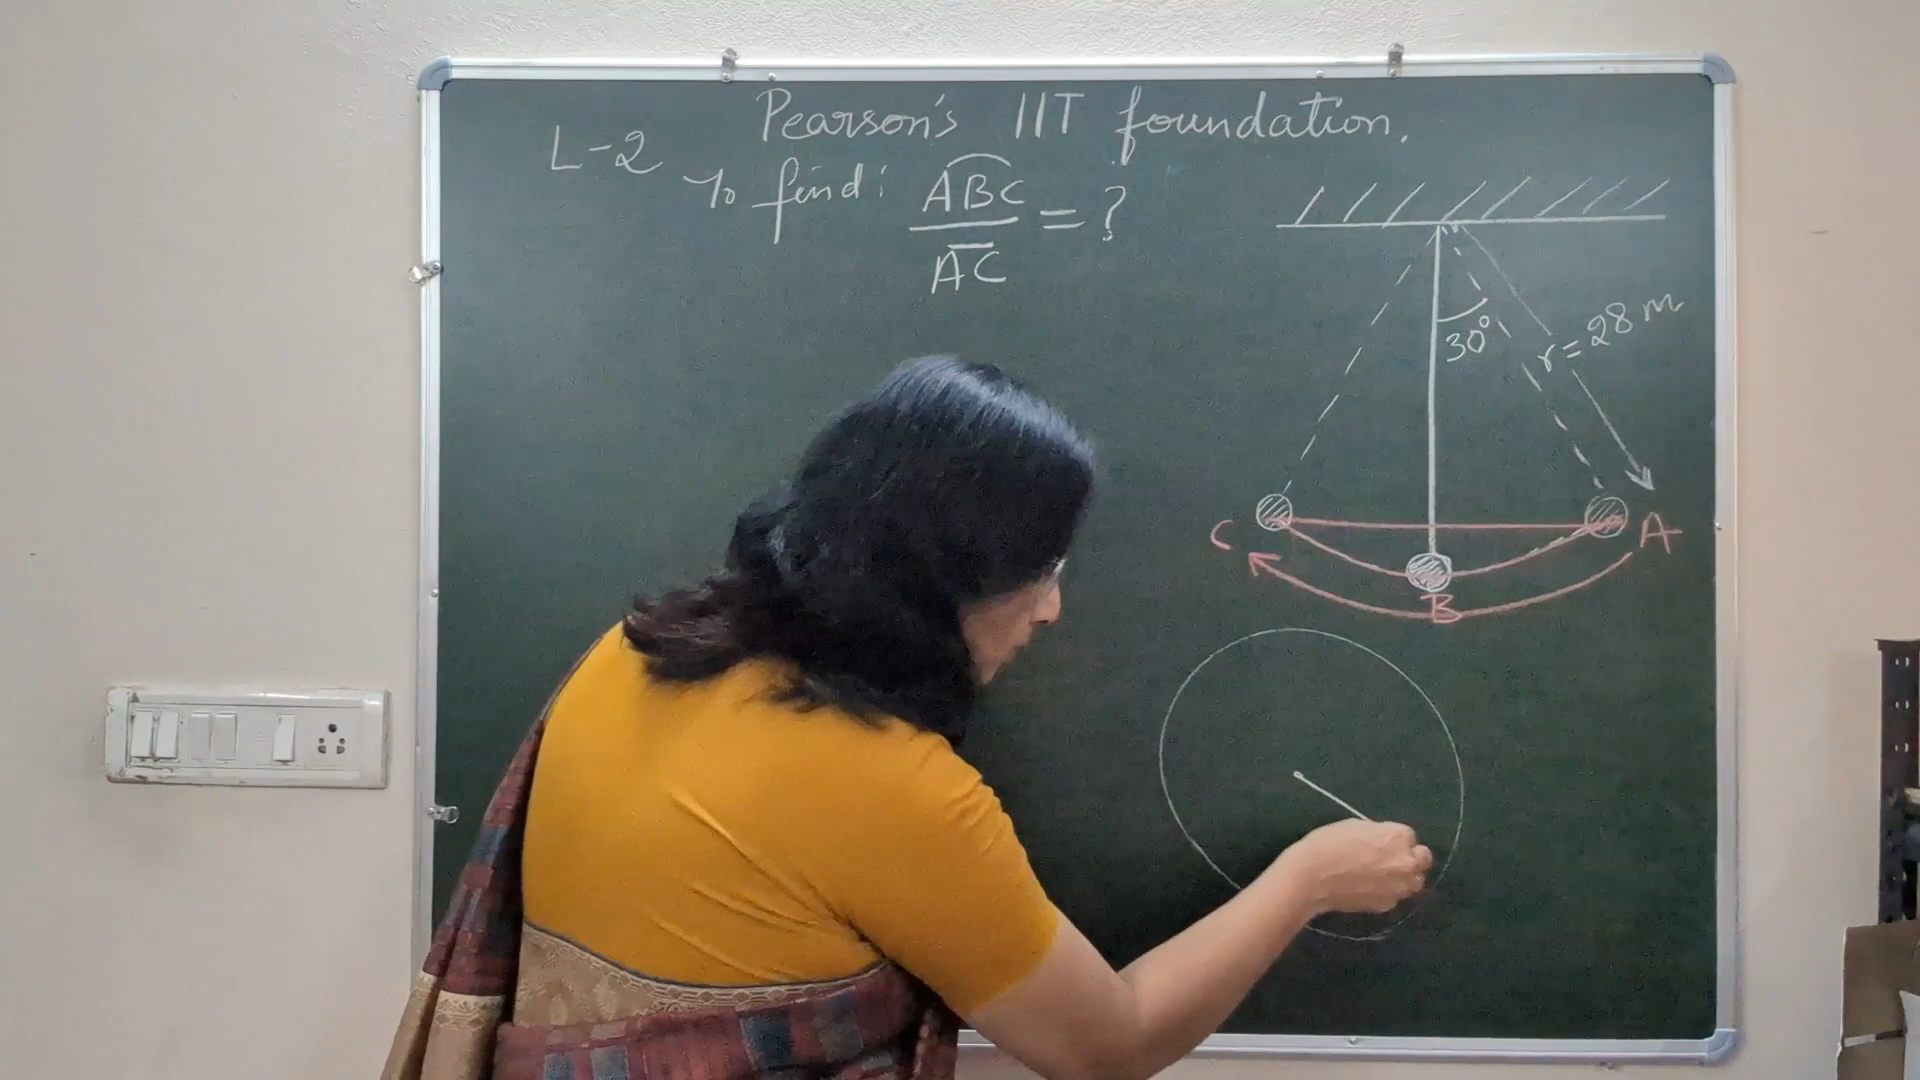 Pearson's IIT foundation.
L-2
To find: ABC
AC
= ?
30°
r = 28 m
C
A
B